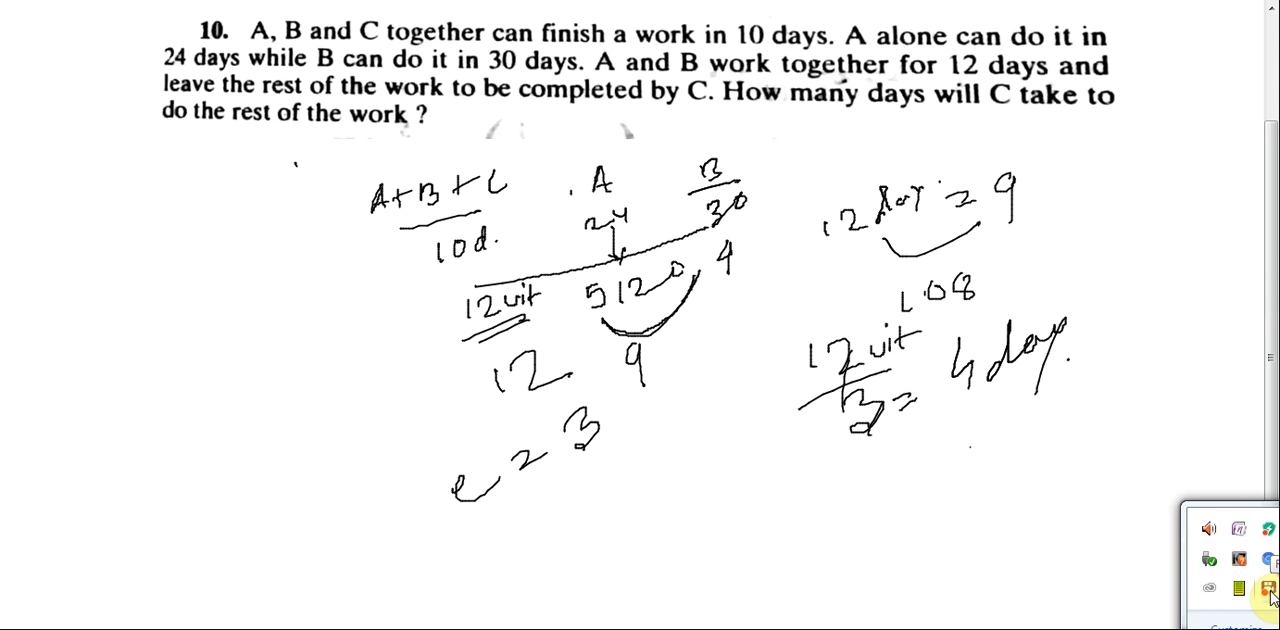 10. A, B and C together can finish a work in 10 days. A alone can do it in
24 days while B can do it in 30 days. A and B work together for 12 days and
leave the rest of the work to be completed by C. How many days will C take to
do the rest of the work ?
A+B+C A B
10d. 24 30
12 day = 9
12 uit 5 120 4
108
12 9
12 uit
3 = 4 day.
c = 3